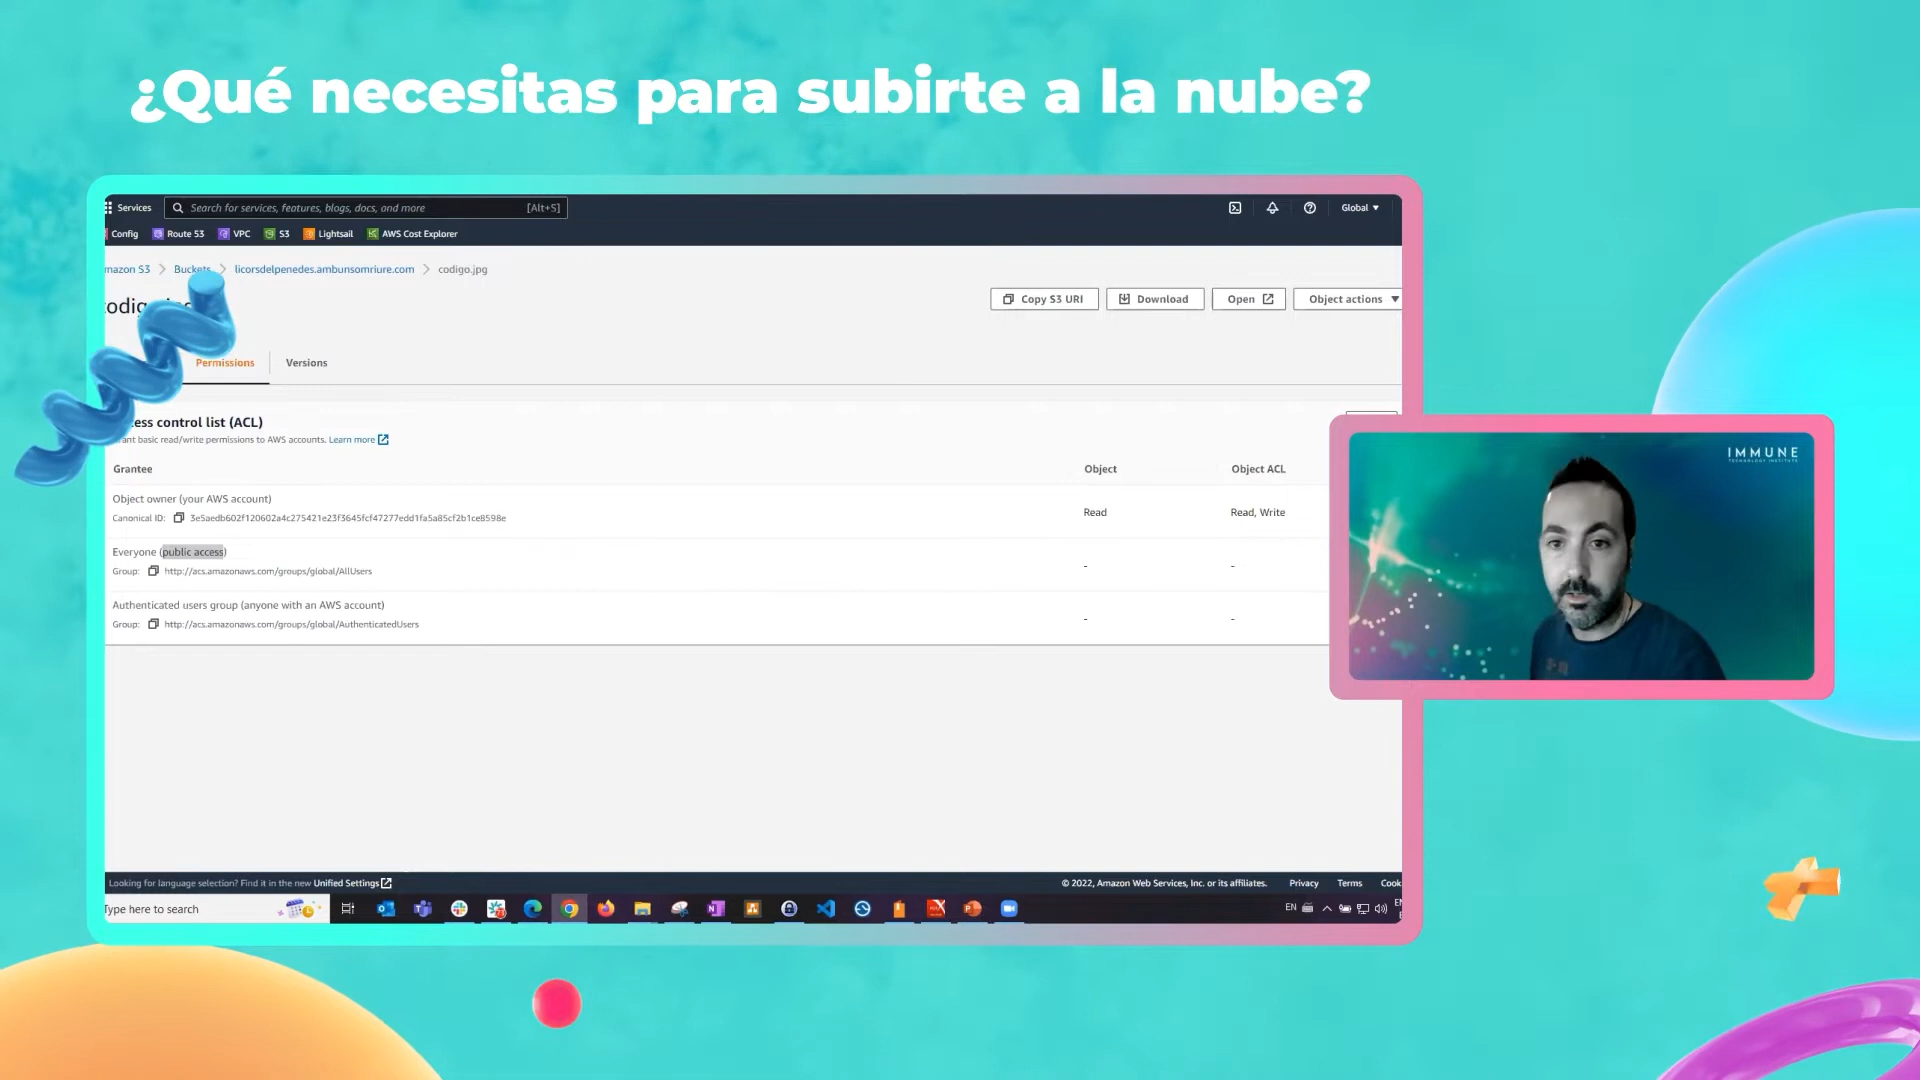 ¿Qué necesitas para subirte a la nube?
Services
Search for services, features, blogs, docs, and more [Alt+S]
Global
Config Route 53 VPC S3 Lightsail AWS Cost Explorer
mazon S3 > Buckets > licorsdelpenedes.ambunsomriure.com > codigo.jpg
Copy S3 URI Download Open Object actions
Permissions Versions
cess control list (ACL)
ant basic read/write permissions to AWS accounts. Learn more
Grantee Object Object ACL
Object owner (your AWS account)
Canonical ID: 3e5aedb602f120602a4c275421e23f3645fcf47277edd1fa5a85cf2b1ce8598e
Read Read, Write
Everyone (public access)
Group: http://acs.amazonaws.com/groups/global/AllUsers
- -
Authenticated users group (anyone with an AWS account)
Group: http://acs.amazonaws.com/groups/global/AuthenticatedUsers
- -
IMMUNE
TECHNOLOGY INSTITUTE
Looking for language selection? Find it in the new Unified Settings
© 2022, Amazon Web Services, Inc. or its affiliates. Privacy Terms Cook
Type here to search
EN